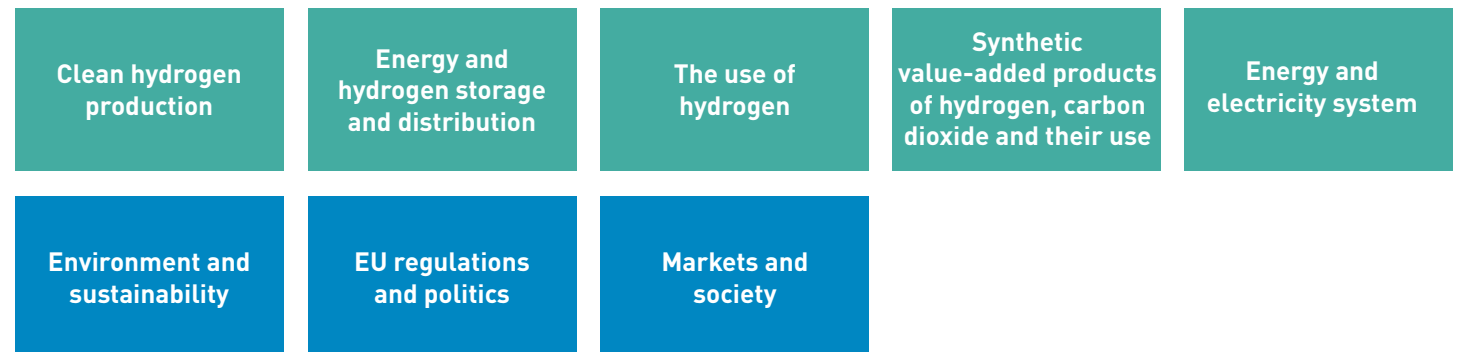 Clean hydrogen
production
Energy and
hydrogen storage
and distribution
The use of
hydrogen
Synthetic
value-added products
of hydrogen, carbon
dioxide and their use
Energy and
electricity system
Environment and
sustainability
EU regulations
and politics
Markets and
society